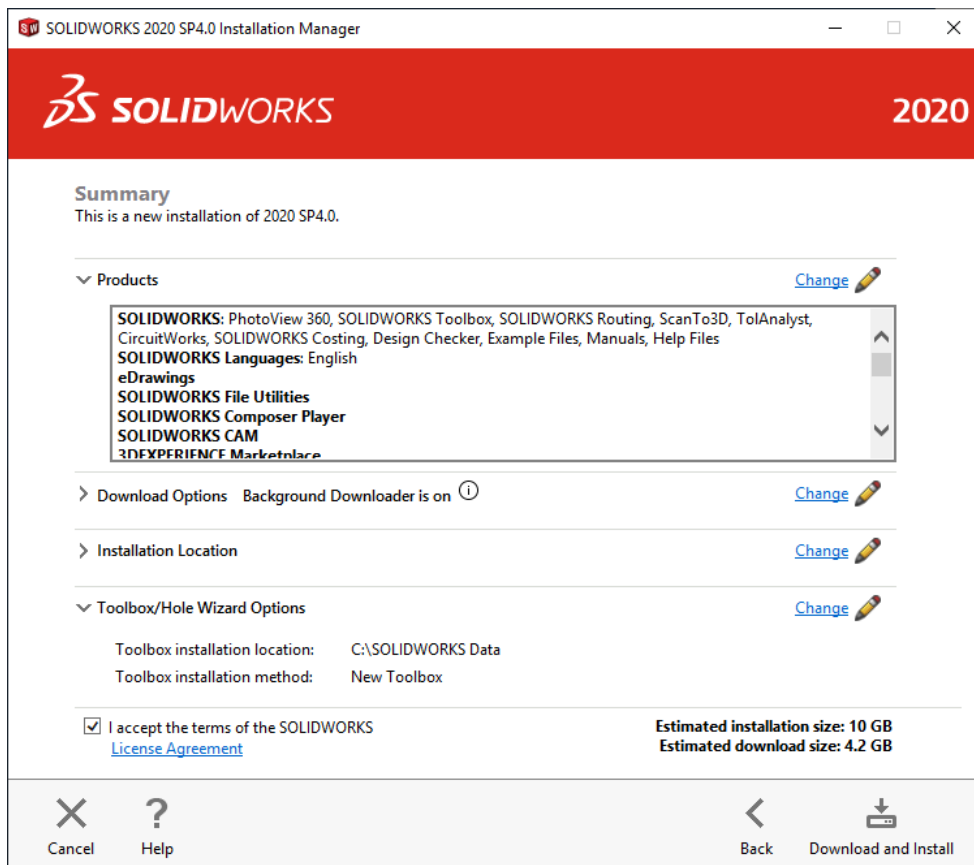 SOLIDWORKS 2020 SP4.0 Installation Manager
SOLIDWORKS 2020
Summary
This is a new installation of 2020 SP4.0.
Products Change
SOLIDWORKS: PhotoView 360, SOLIDWORKS Toolbox, SOLIDWORKS Routing, ScanTo3D, TolAnalyst,
CircuitWorks, SOLIDWORKS Costing, Design Checker, Example Files, Manuals, Help Files
SOLIDWORKS Languages: English
eDrawings
SOLIDWORKS File Utilities
SOLIDWORKS Composer Player
SOLIDWORKS CAM
3DEXPERIENCE Marketplace
Download Options Background Downloader is on Change
Installation Location Change
Toolbox/Hole Wizard Options Change
Toolbox installation location: C:\SOLIDWORKS Data
Toolbox installation method: New Toolbox
I accept the terms of the SOLIDWORKS Estimated installation size: 10 GB
License Agreement Estimated download size: 4.2 GB
Cancel Help Back Download and Install